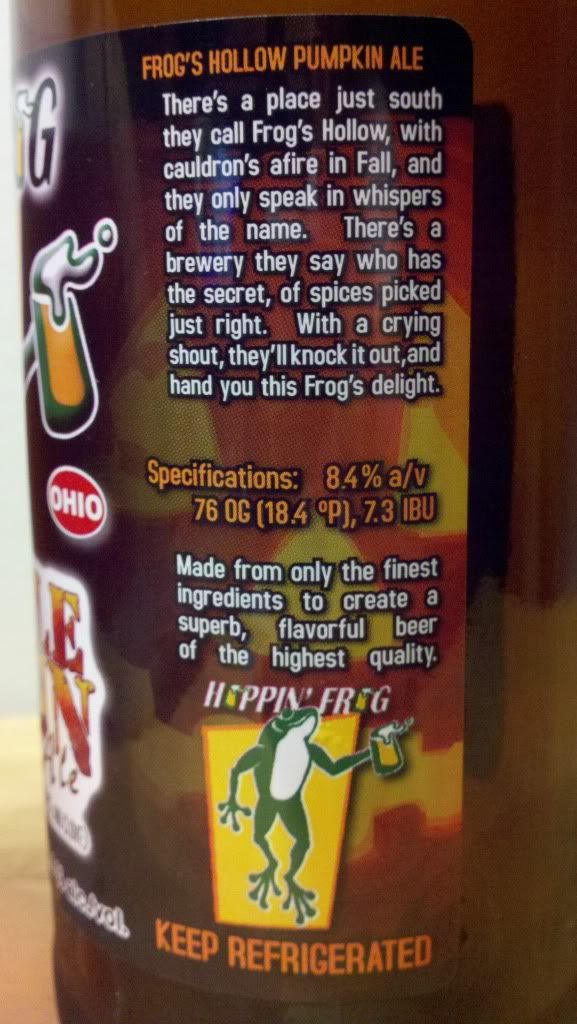 FROG'S HOLLOW PUMPKIN ALE
There's a place just south
they call Frog's Hollow, with
cauldron's afire in Fall, and
they only speak in whispers
of the name. There's a
brewery they say who has
the secret, of spices picked
just right. With a crying
shout, they'll knock it out, and
hand you this Frog's delight.
Specifications: 8.4% a/v
76 OG (18.4 ºP), 7.3 IBU
Made from only the finest
ingredients to create a
superb, flavorful beer
of the highest quality.
HOPPIN' FROG
KEEP REFRIGERATED
G
OHIO
LE
N
Ale